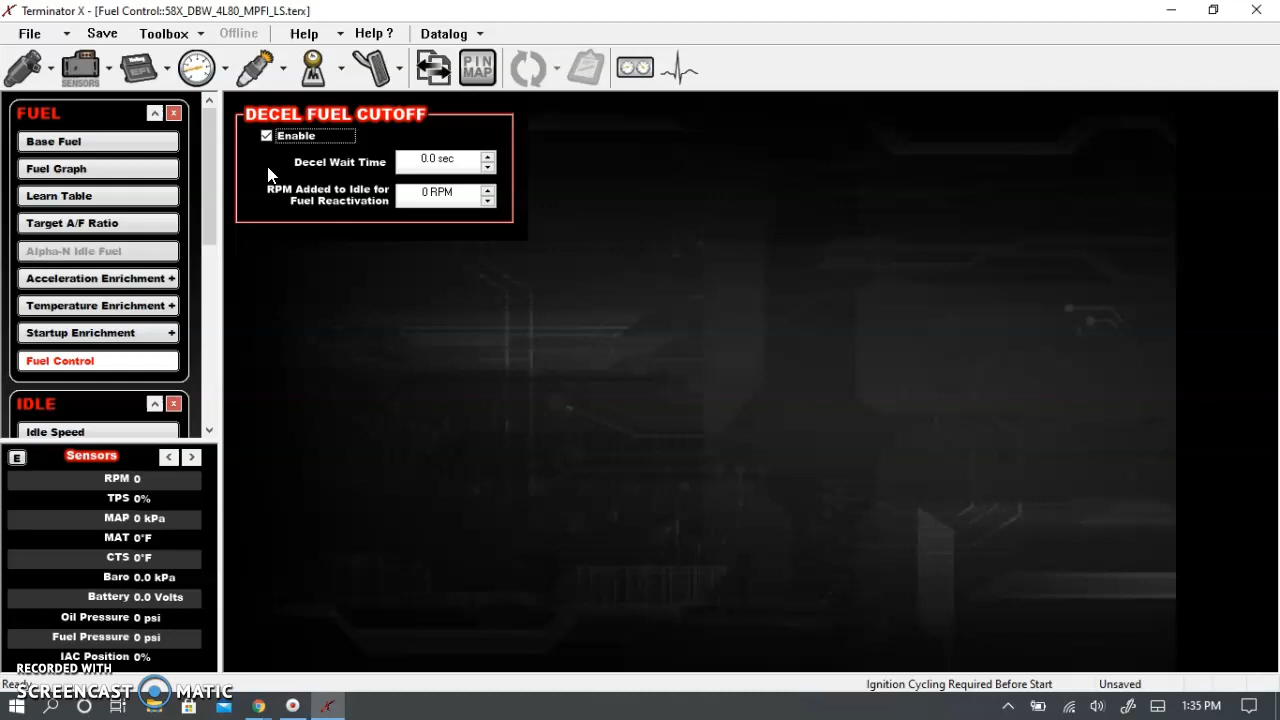 Terminator X - [Fuel Control::58X_DBW_4L80_MPFI_LS.terx]
File Save Toolbox Offline Help Help ? Datalog
SENSORS EFI PIN MAP
FUEL
Base Fuel
Fuel Graph
Learn Table
Target A/F Ratio
Alpha-N Idle Fuel
Acceleration Enrichment +
Temperature Enrichment +
Startup Enrichment +
Fuel Control
IDLE
Idle Speed
DECEL FUEL CUTOFF
Enable
Decel Wait Time 0.0 sec
RPM Added to Idle for
Fuel Reactivation
0 RPM
E Sensors < >
RPM 0
TPS 0%
MAP 0 kPa
MAT 0°F
CTS 0°F
Baro 0.0 kPa
Battery 0.0 Volts
Oil Pressure 0 psi
Fuel Pressure 0 psi
IAC Position 0%
RECORDED WITH
SCREENCAST MATIC
Ready
Ignition Cycling Required Before Start Unsaved
1:35 PM